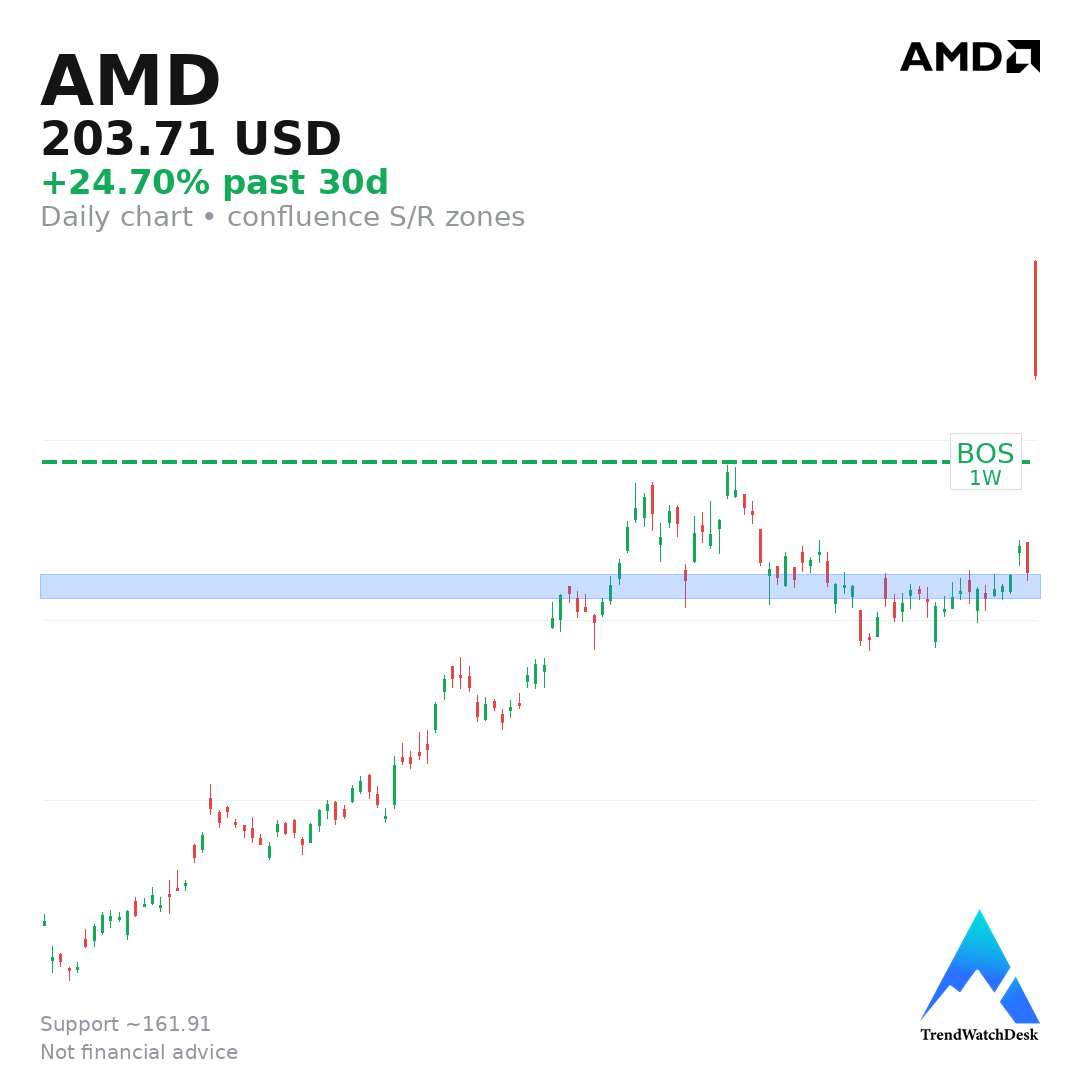 AMD
AMD
203.71 USD
+24.70% past 30d
Daily chart • confluence S/R zones
BOS
1W
Support ~161.91
Not financial advice
TrendWatchDesk